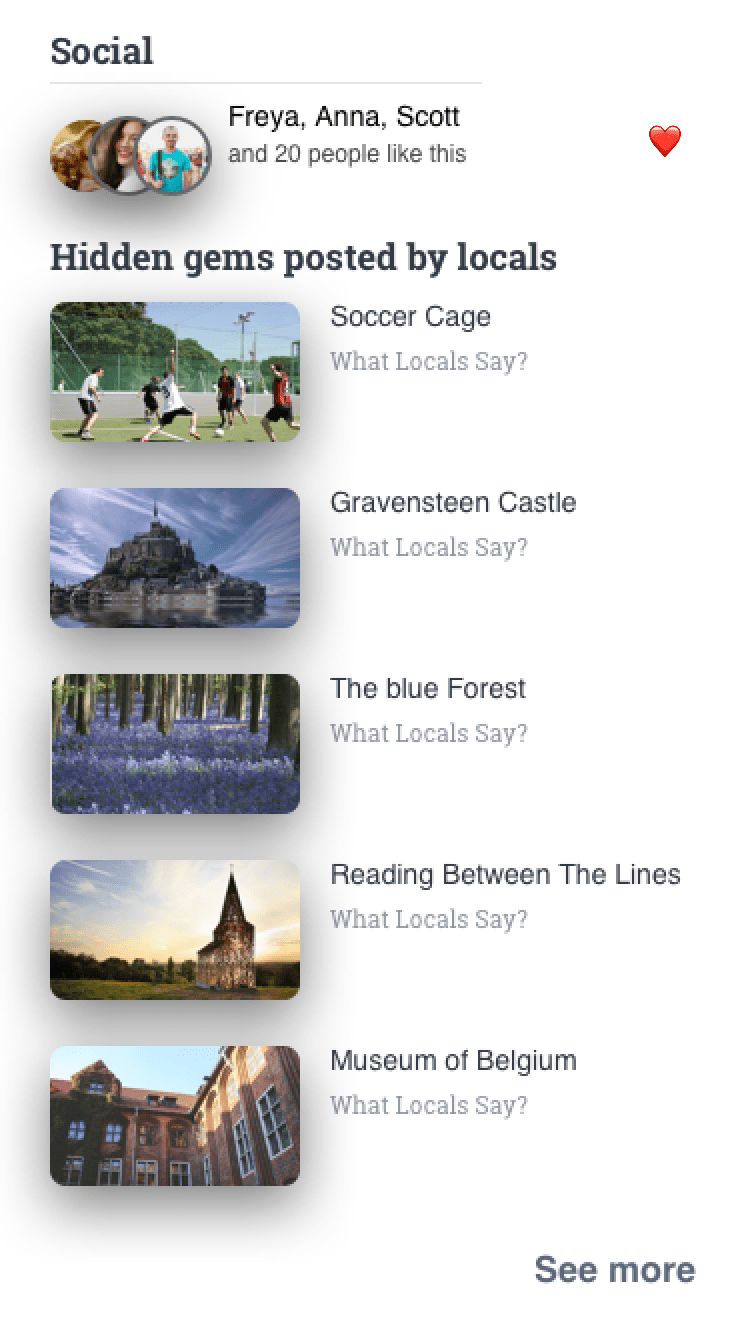 Social
Freya, Anna, Scott
and 20 people like this
Hidden gems posted by locals
Soccer Cage
What Locals Say?
Gravensteen Castle
What Locals Say?
The blue Forest
What Locals Say?
Reading Between The Lines
What Locals Say?
Museum of Belgium
What Locals Say?
See more